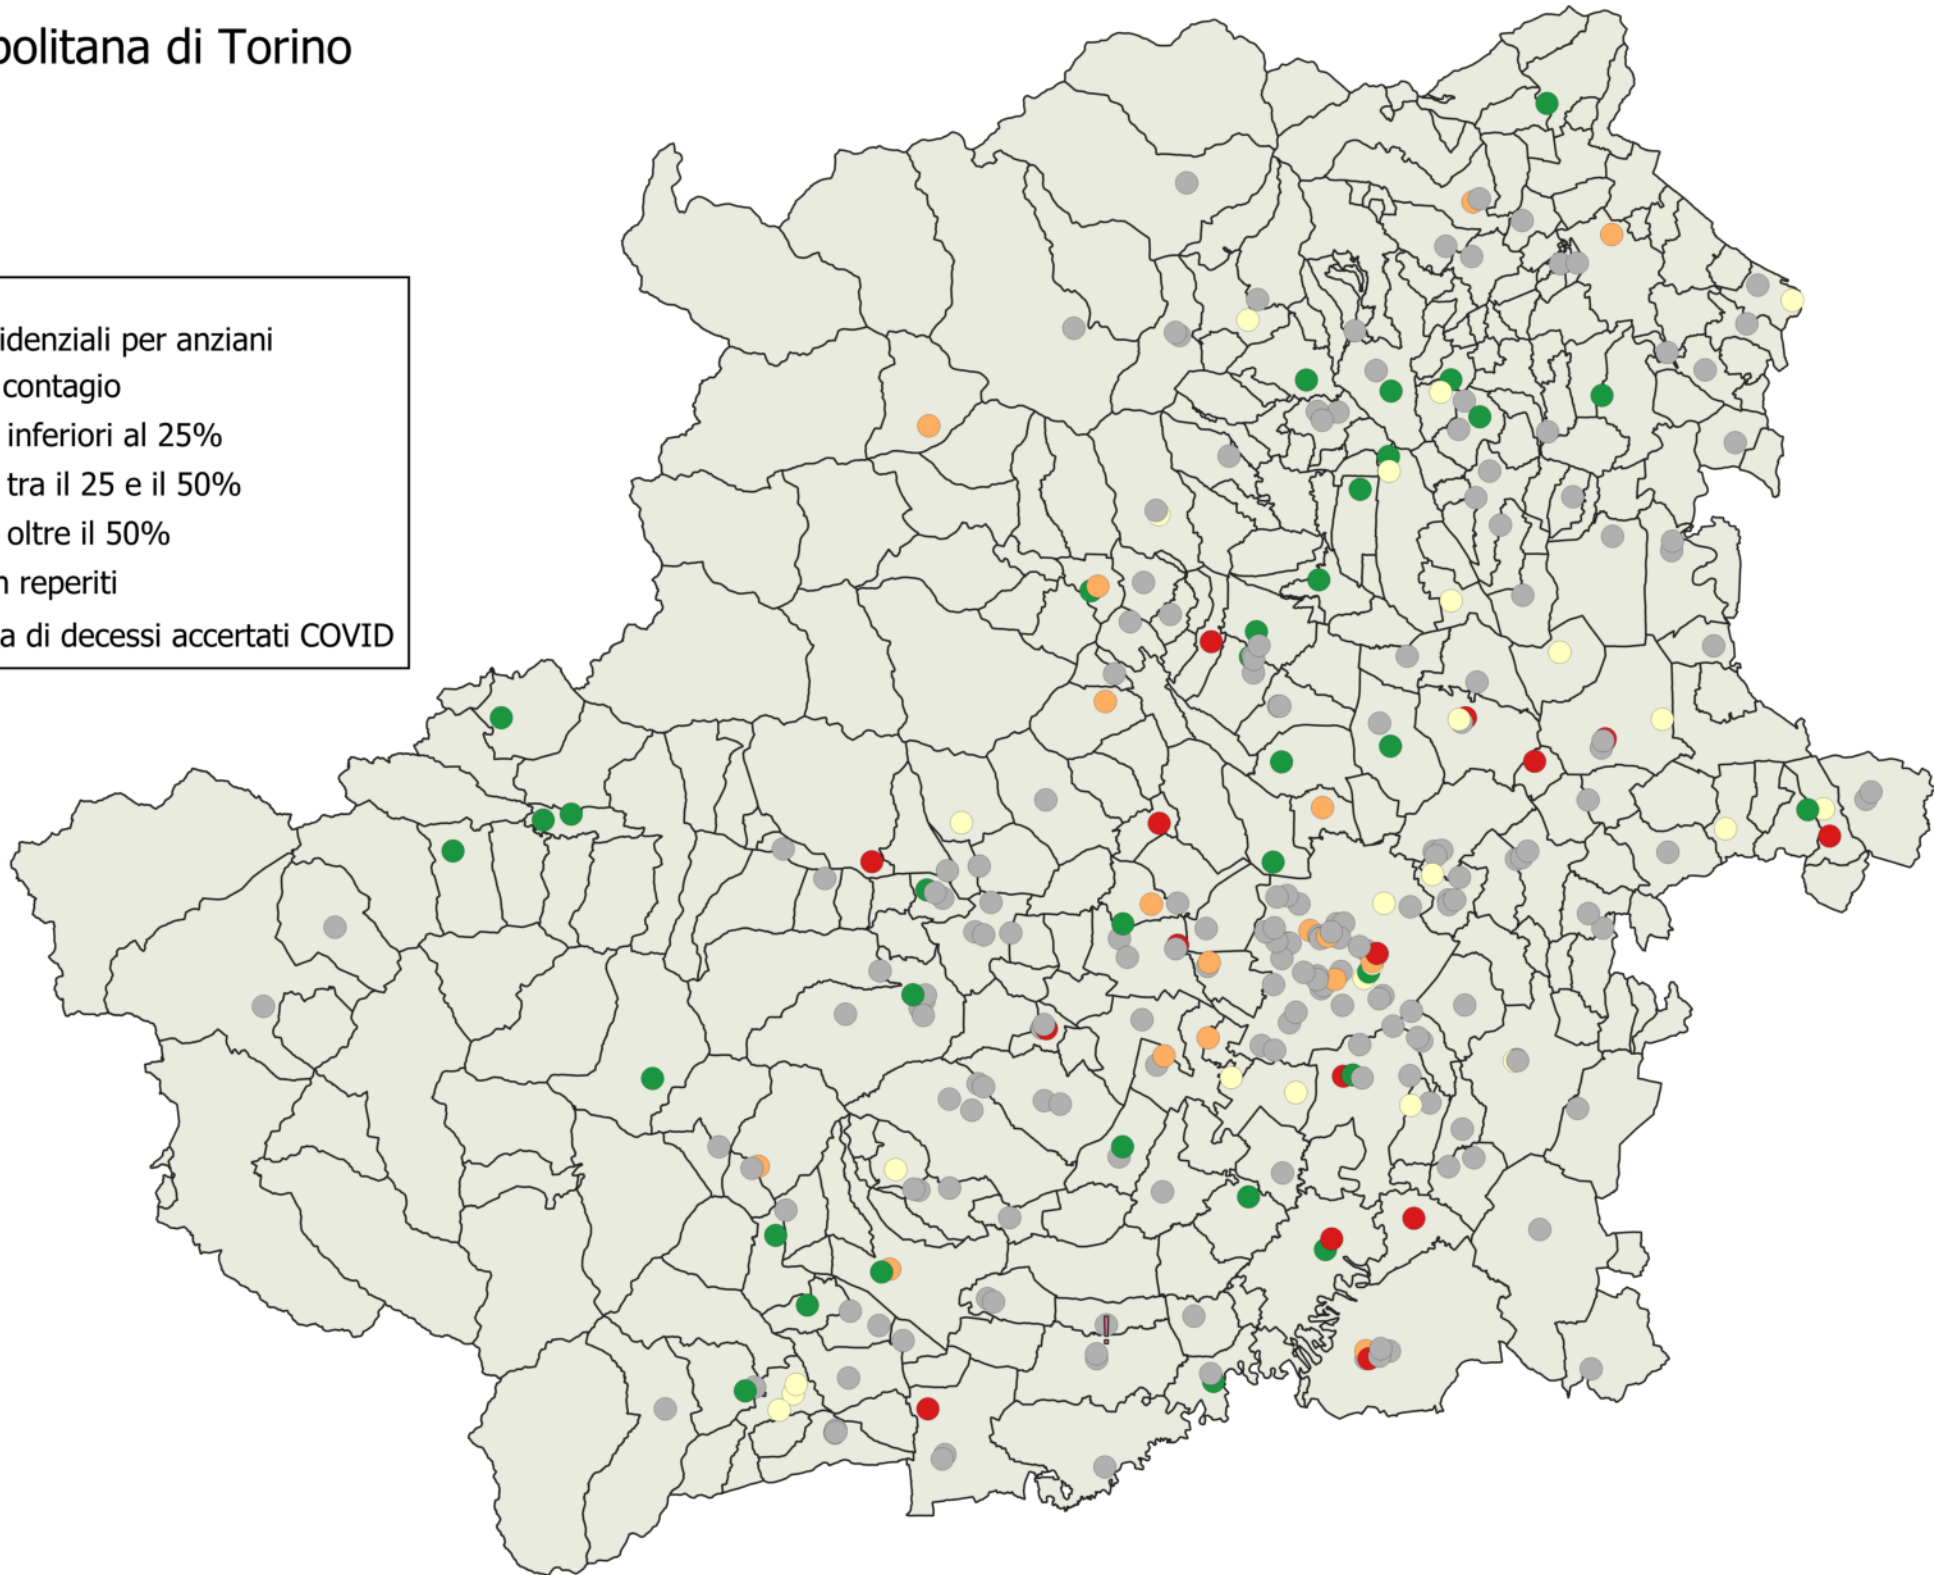 politana di Torino
idenziali per anziani
contagio
inferiori al 25%
tra il 25 e il 50%
oltre il 50%
n reperiti
a di decessi accertati COVID
!